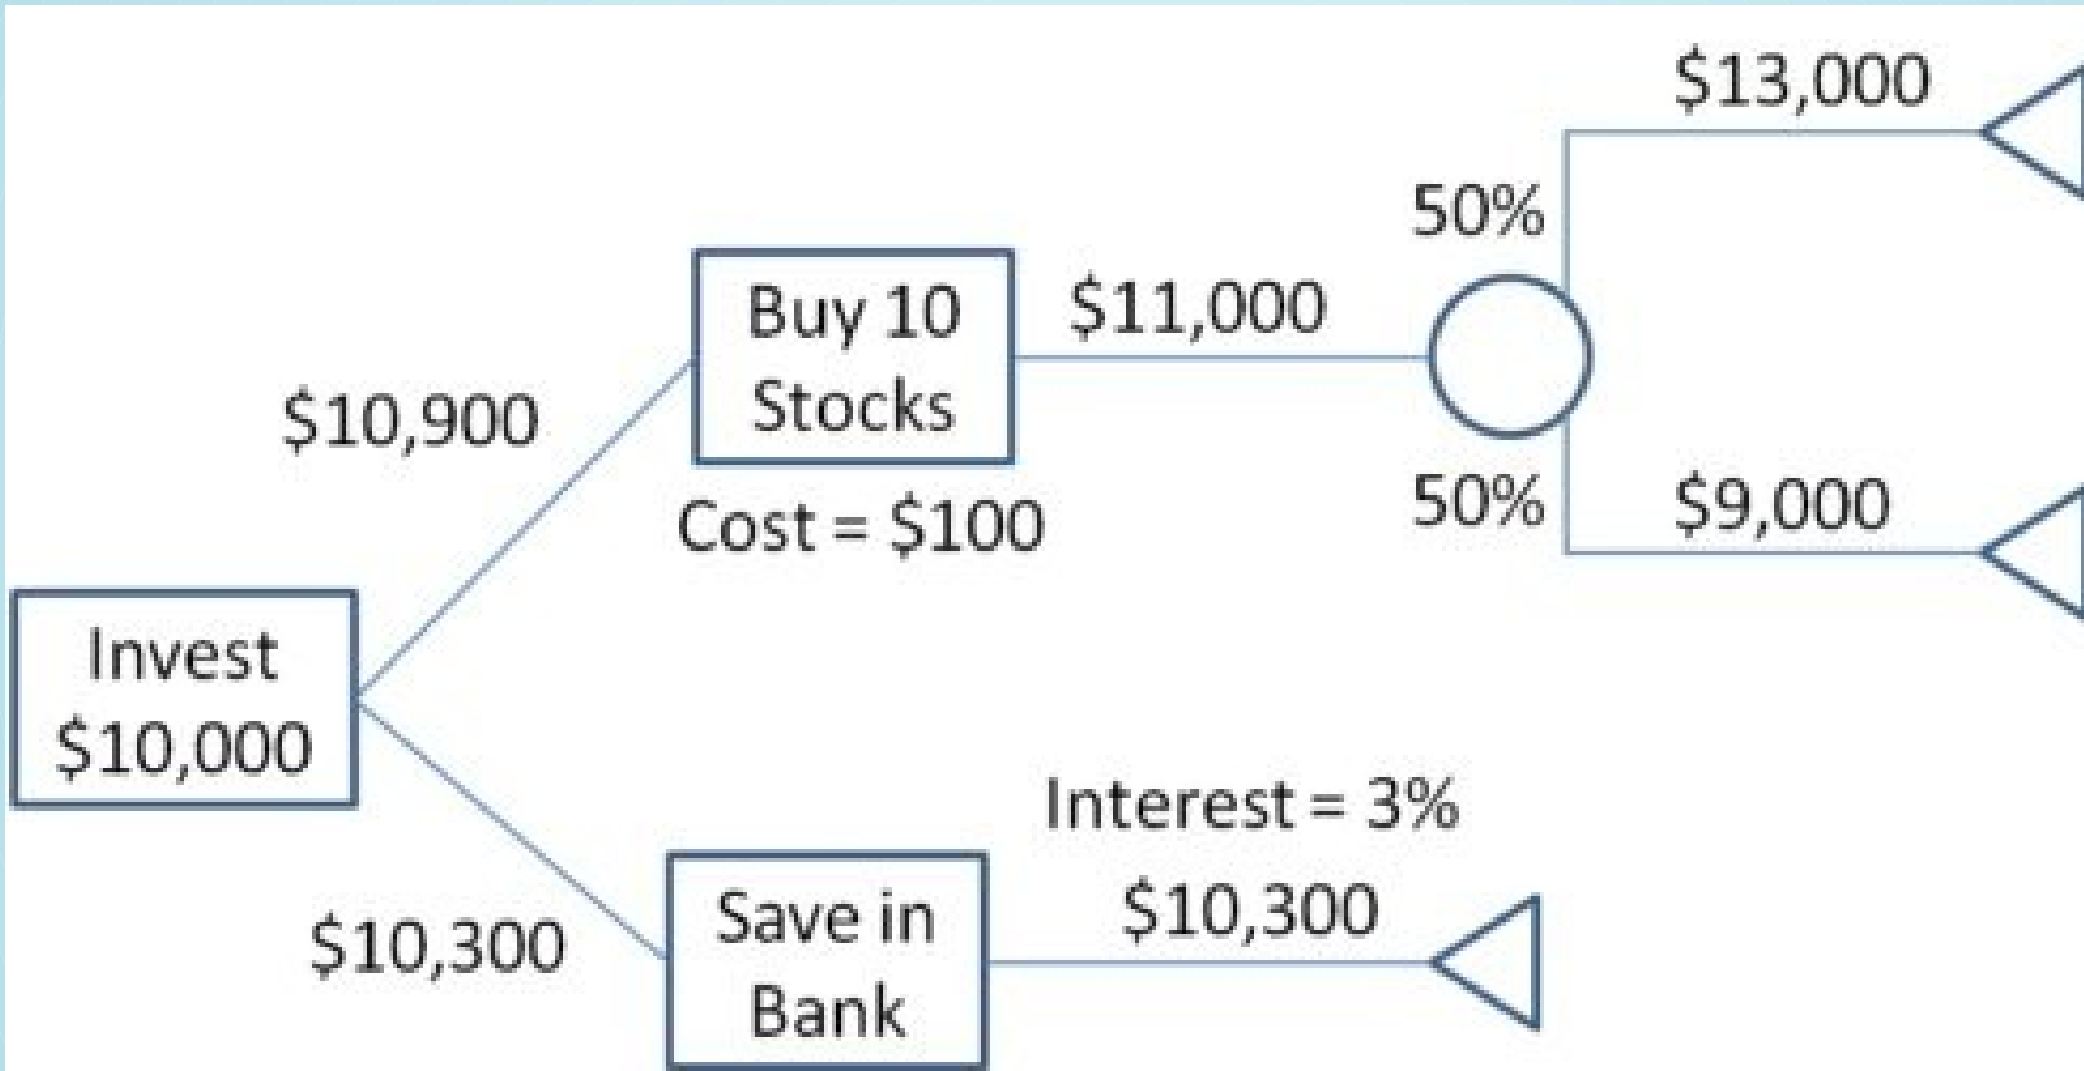 $13,000
50%
Buy 10
Stocks
$11,000
$10,900
Cost = $100
50%
$9,000
Invest
$10,000
Interest = 3%
$10,300
Save in
Bank
$10,300